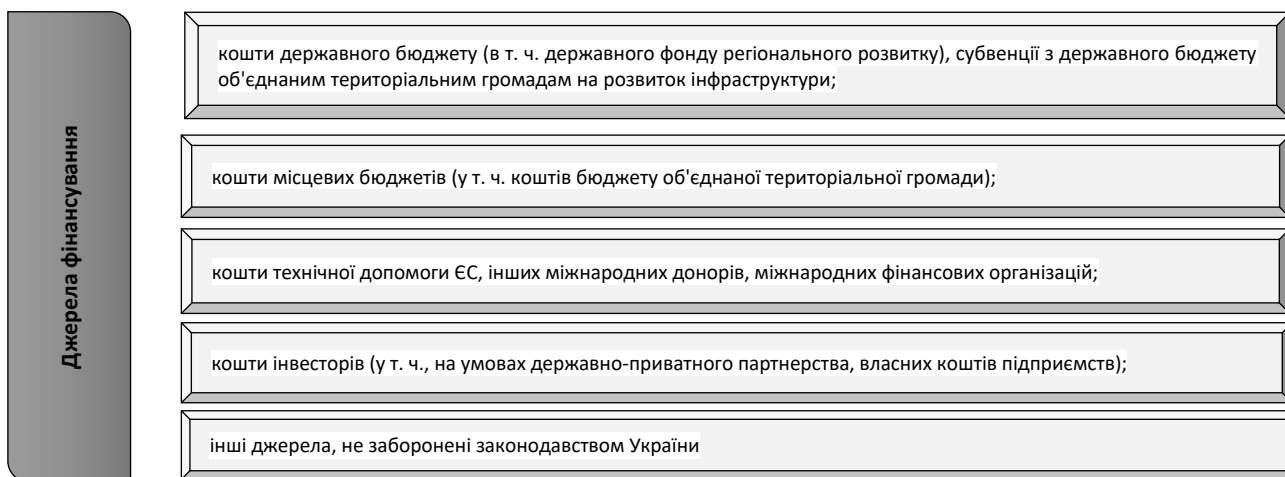 Джерела фінансування
кошти державного бюджету (в т. ч. державного фонду регіонального розвитку), субвенції з державного бюджету
об'єднаним територіальним громадам на розвиток інфраструктури;
кошти місцевих бюджетів (у т. ч. коштів бюджету об'єднаної територіальної громади);
кошти технічної допомоги ЄС, інших міжнародних донорів, міжнародних фінансових організацій;
кошти інвесторів (у т. ч., на умовах державно-приватного партнерства, власних коштів підприємств);
інші джерела, не заборонені законодавством України